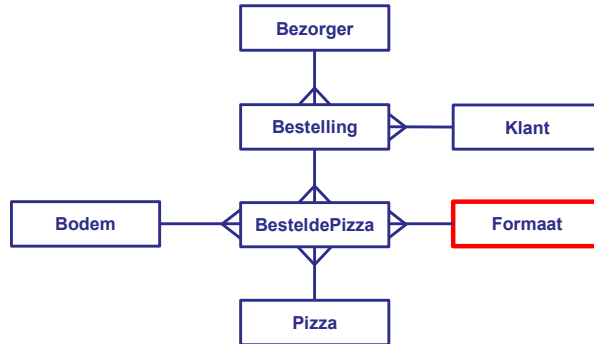 Bezorger
Bestelling
Klant
Bodem
BesteldePizza
Formaat
Pizza